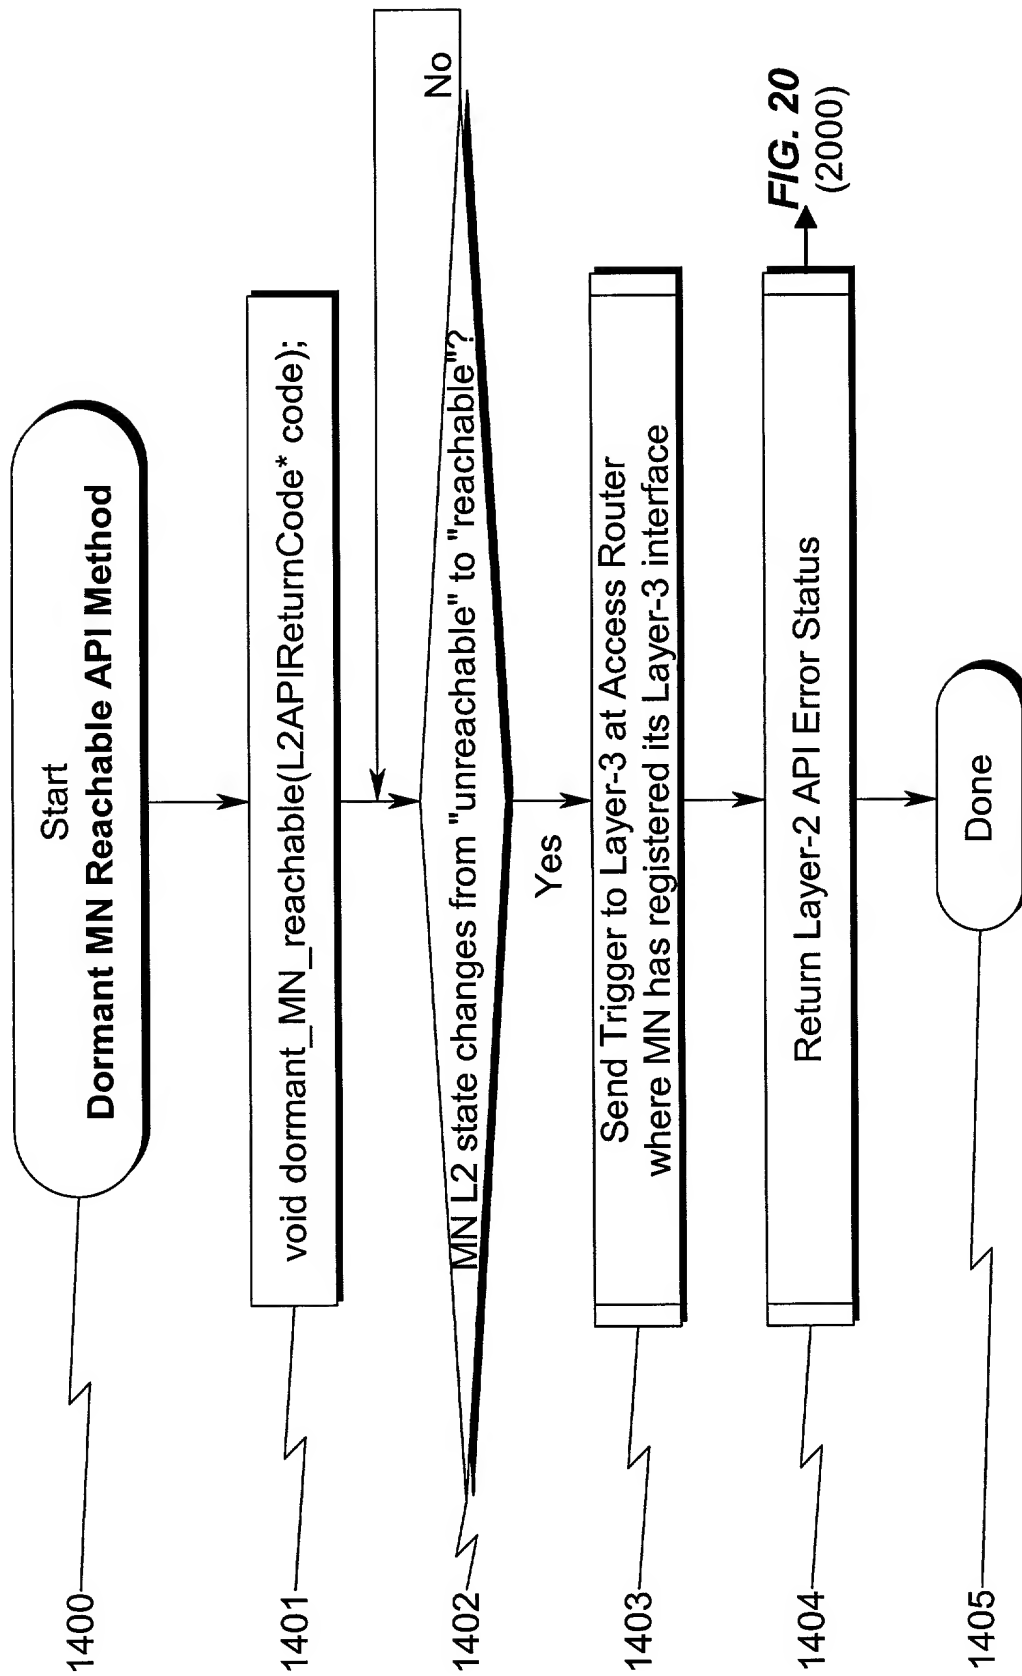 Start
Dormant MN Reachable API Method
1400
void dormant_MN_reachable(L2APIReturnCode* code);
1401
No
MN L2 state changes from "unreachable" to "reachable"?
1402
Yes
Send Trigger to Layer-3 at Access Router
where MN has registered its Layer-3 interface
1403
Return Layer-2 API Error Status
FIG. 20
(2000)
1404
Done
1405